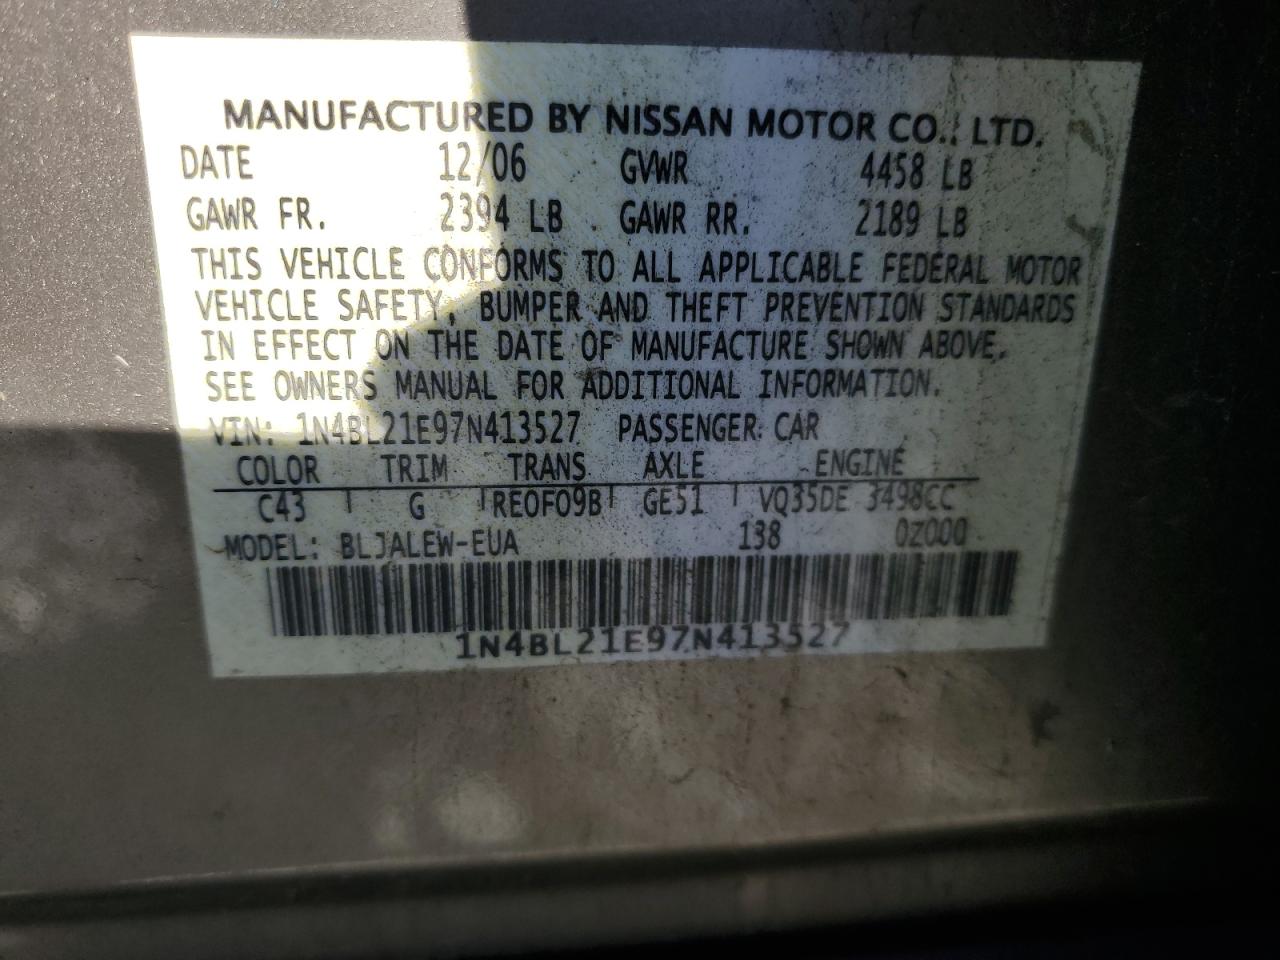 MANUFACTURED BY NISSAN MOTOR CO., LTD.
DATE 12/06 GVWR 4458 LB
GAWR FR. 2394 LB GAWR RR. 2189 LB
THIS VEHICLE CONFORMS TO ALL APPLICABLE FEDERAL MOTOR
VEHICLE SAFETY, BUMPER AND THEFT PREVENTION STANDARDS
IN EFFECT ON THE DATE OF MANUFACTURE SHOWN ABOVE.
SEE OWNERS MANUAL FOR ADDITIONAL INFORMATION.
VIN: 1N4BL21E97N413527 PASSENGER CAR
COLOR TRIM TRANS AXLE ENGINE
C43 G RE0F09B GE51 VQ35DE 3498CC
MODEL: BLJALEW-EUA 138 0Z000
1N4BL21E97N413527